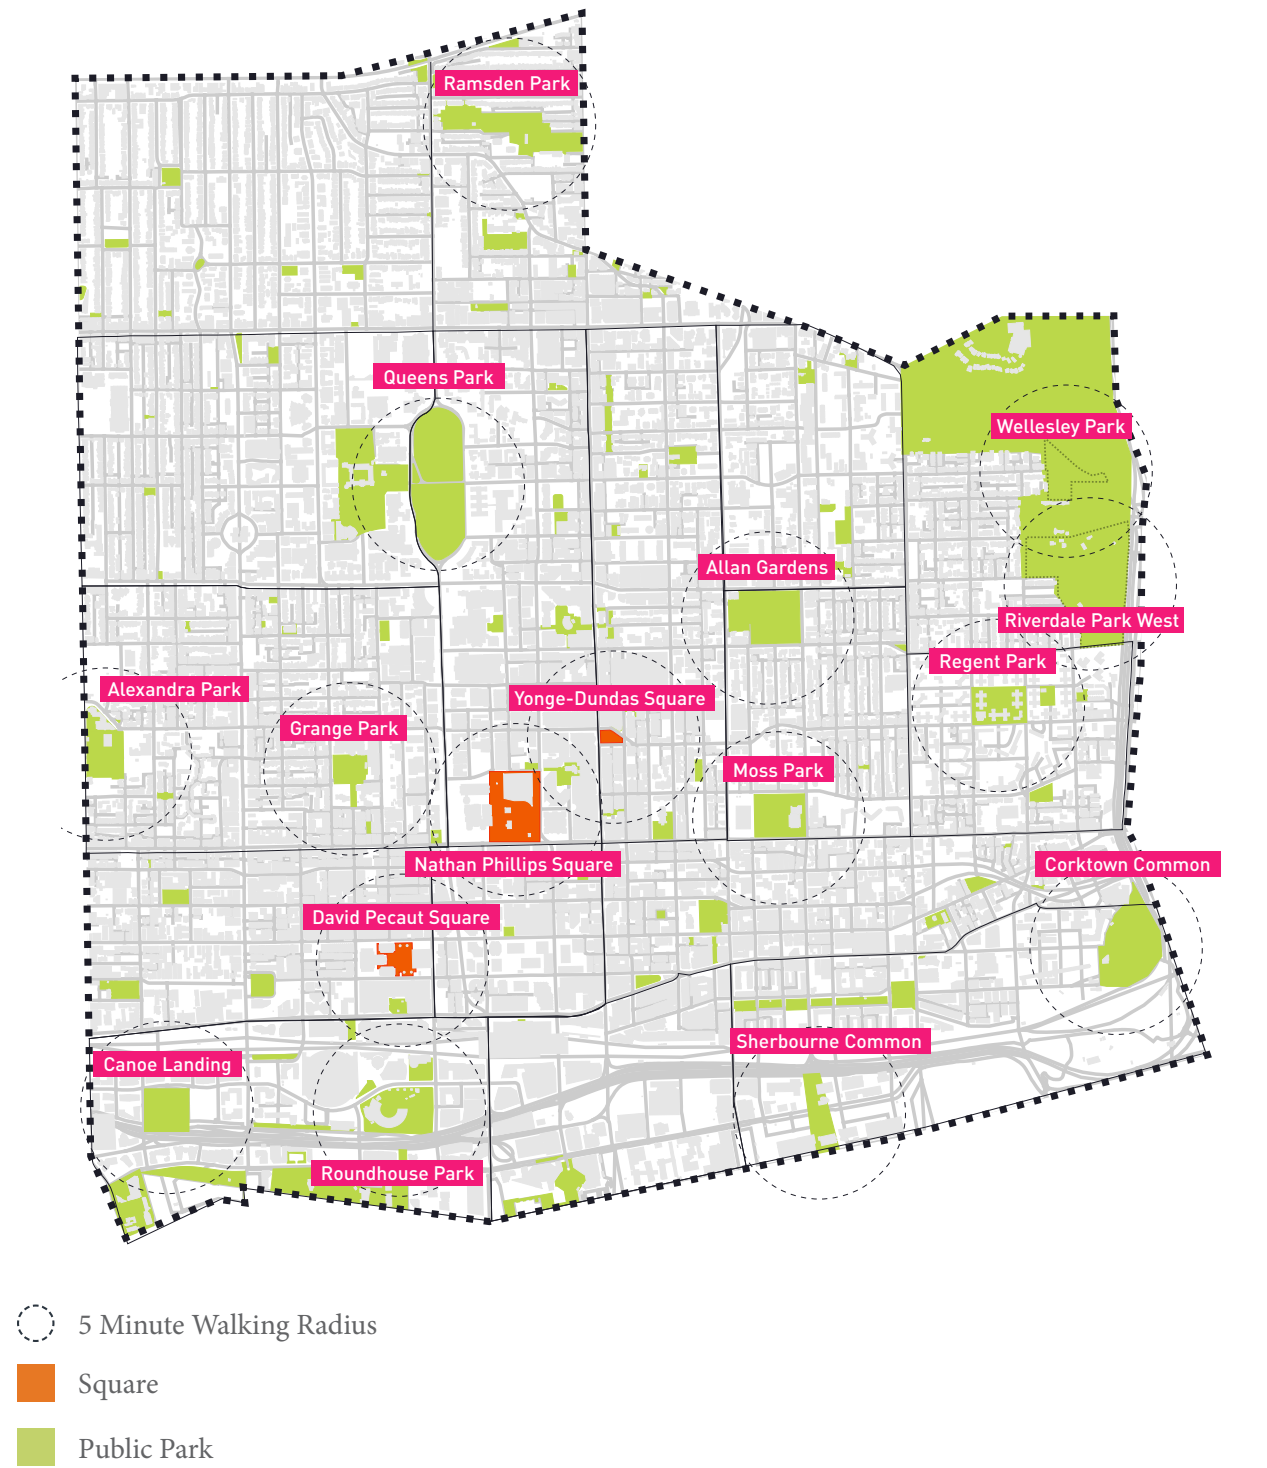 Ramsden Park
Queens Park
Wellesley Park
Allan Gardens
Riverdale Park West
Regent Park
Alexandra Park
Yonge-Dundas Square
Grange Park
Moss Park
Nathan Phillips Square
Corktown Common
David Pecaut Square
Sherbourne Common
Canoe Landing
Roundhouse Park
5 Minute Walking Radius
Square
Public Park